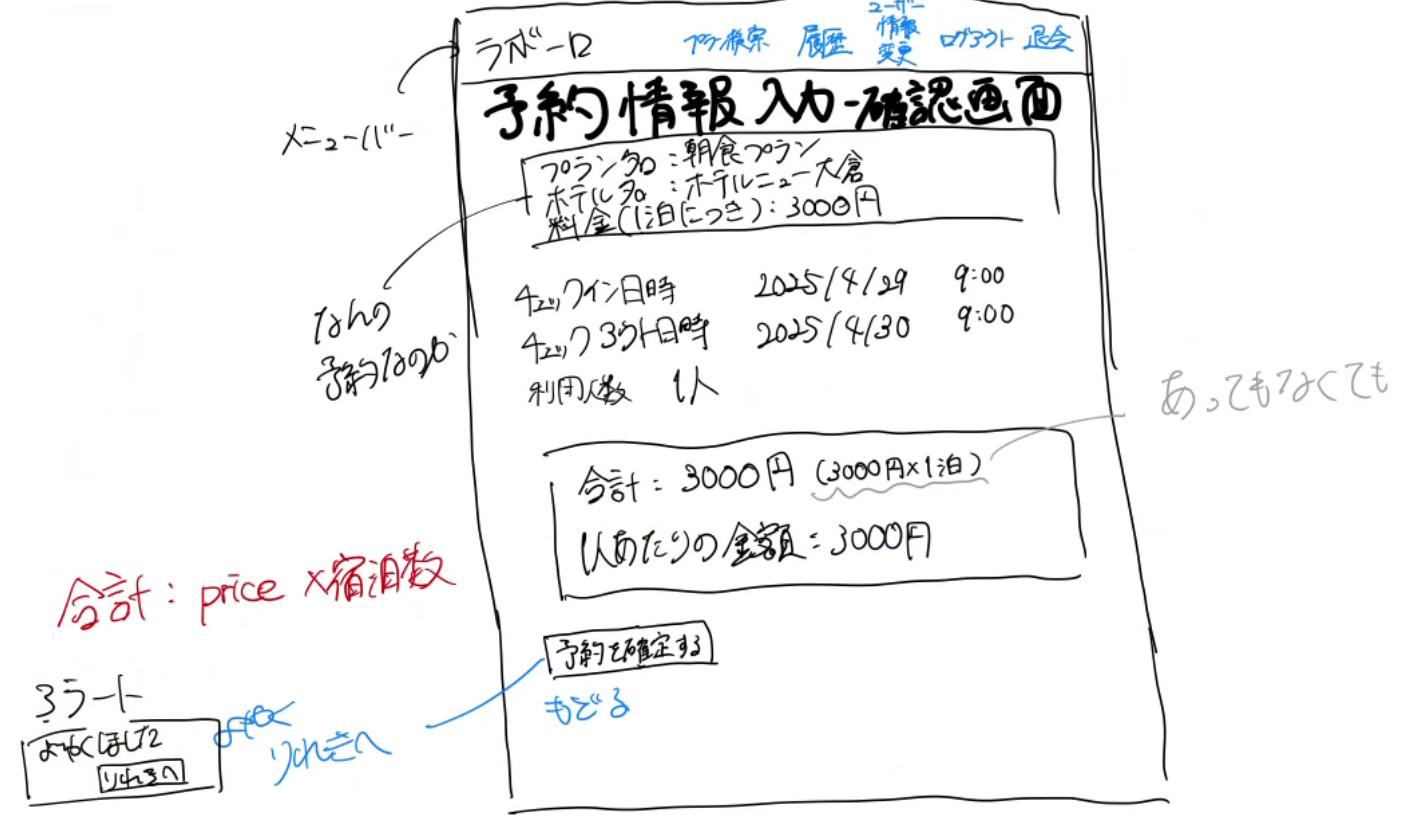 ラボーロ プラン検索 履歴 ユーザー情報変更 ログアウト 退会
メニューバー
予約情報入力-確認画面
プラン名:朝食プラン
ホテル名:ホテルニュー大倉
料金(1泊につき):3000円
なんの
予約なのか
チェックイン日時 2025/4/29 9:00
チェックアウト日時 2025/4/30 9:00
利用人数 1人
あってもなくても
合計:3000円(3000円×1泊)
1人あたりの金額:3000円
合計:price×宿泊数
予約を確定する
もどる
アラート
よやくしました
りれきへ
りれきへ